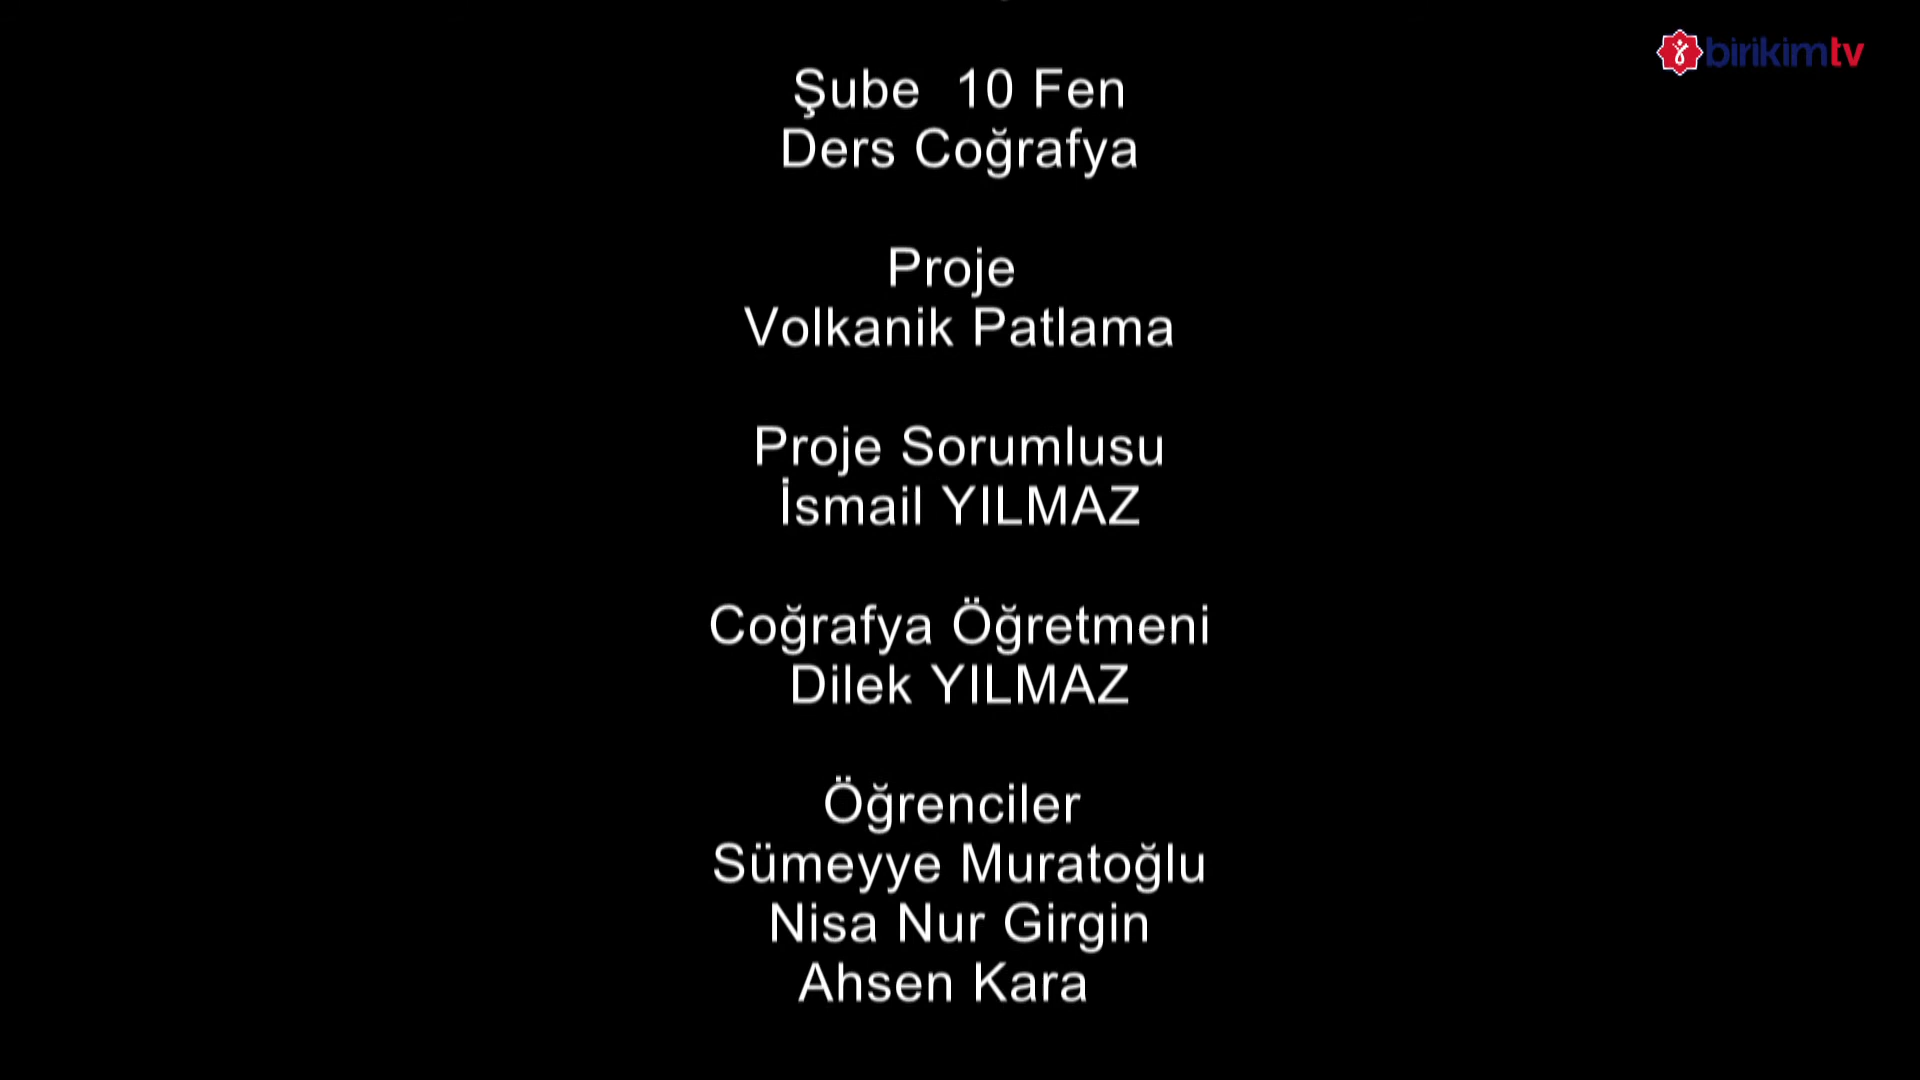 birikimtv
Şube 10 Fen
Ders Coğrafya
Proje
Volkanik Patlama
Proje Sorumlusu
İsmail YILMAZ
Coğrafya Öğretmeni
Dilek YILMAZ
Öğrenciler
Sümeyye Muratoğlu
Nisa Nur Girgin
Ahsen Kara